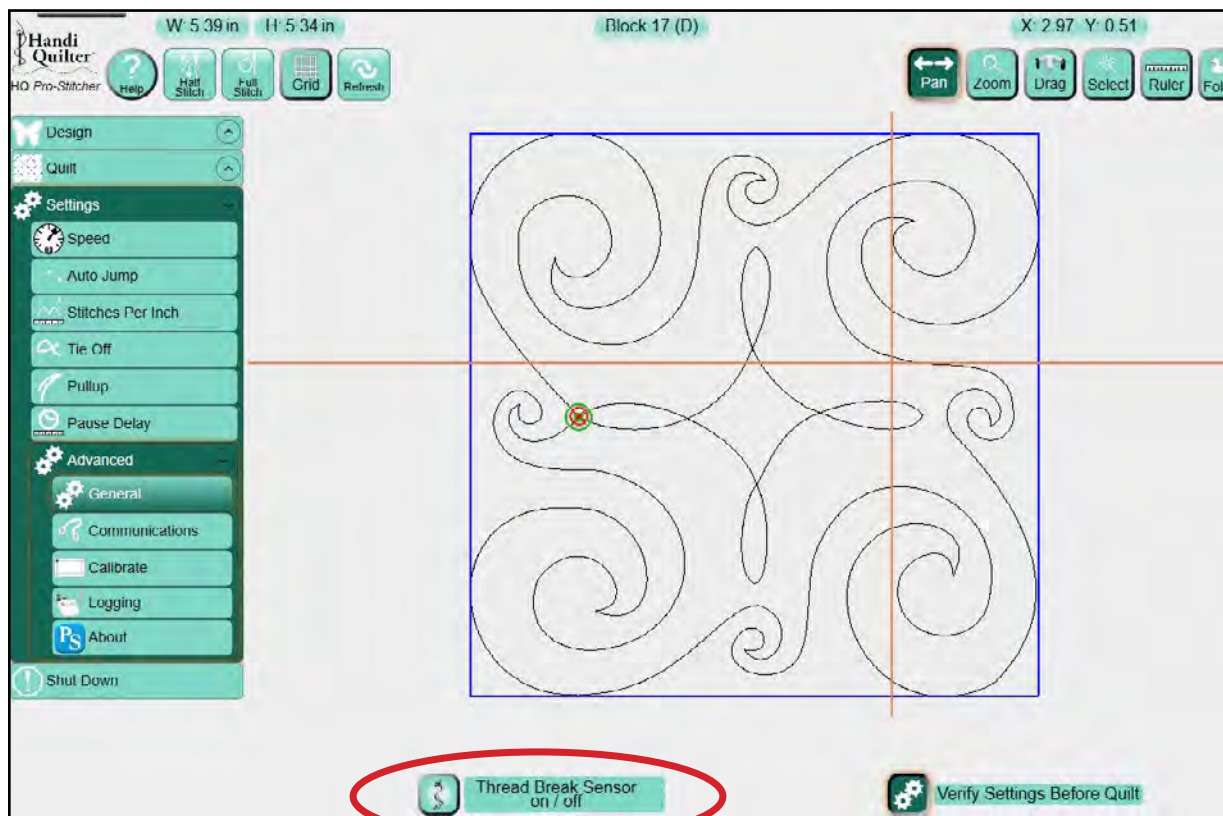 W: 5.39 in H: 5.34 in Block 17 (D) X: 2.97 Y: 0.51
Handi
Quilter
HQ Pro-Stitcher
Help
Half
Stitch
Full
Stitch
Grid
Refresh
Pan
Zoom
Drag
Select
Ruler
Design
Quilt
Settings
Speed
Auto Jump
Stitches Per Inch
Tie Off
Pullup
Pause Delay
Advanced
General
Communications
Calibrate
Logging
PS About
Shut Down
Thread Break Sensor
on / off
Verify Settings Before Quilt